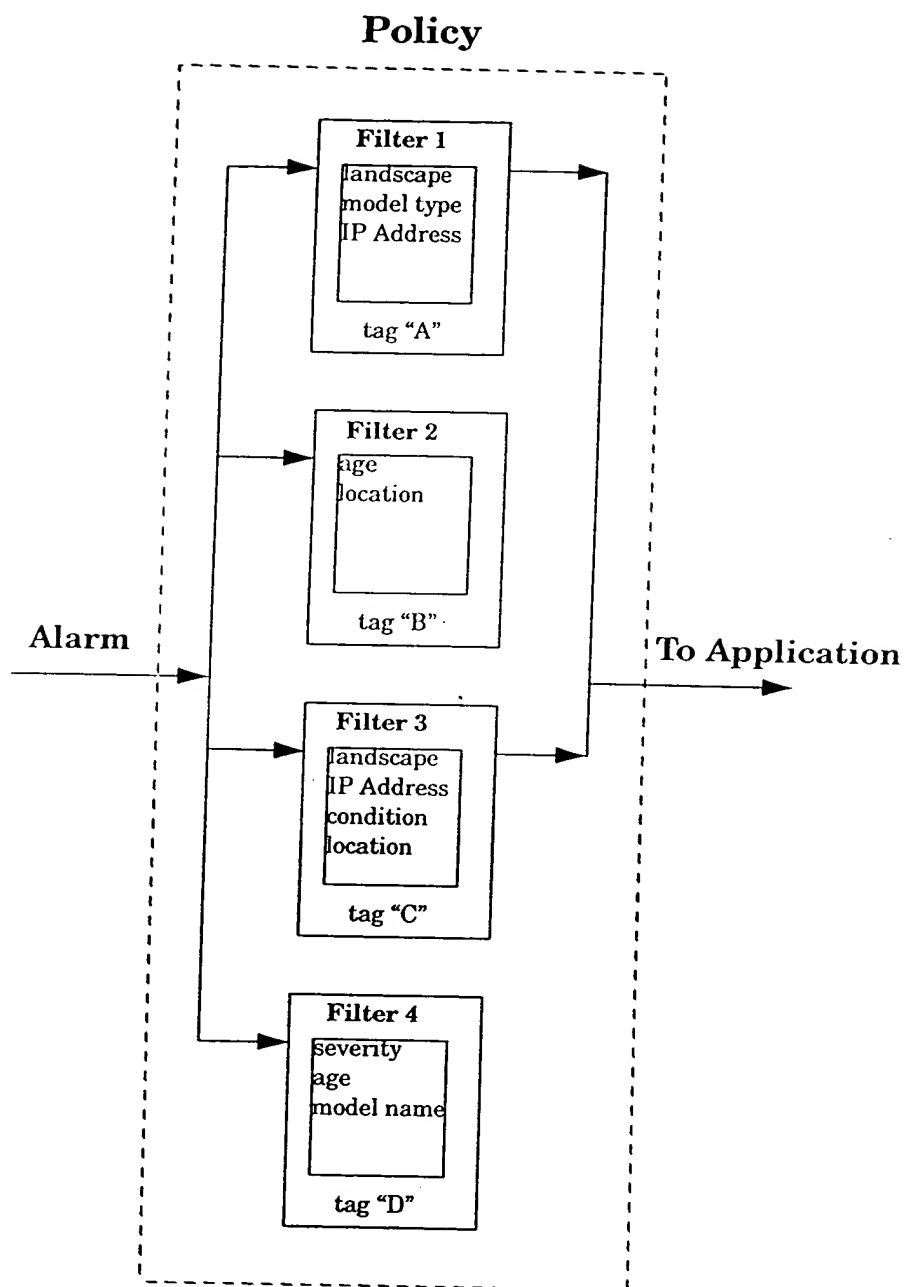 Policy
Filter 1
landscape
model type
IP Address
tag “A”
Filter 2
age
location
tag “B”
Alarm
To Application
Filter 3
landscape
IP Address
condition
location
tag “C”
Filter 4
severity
age
model name
tag “D”